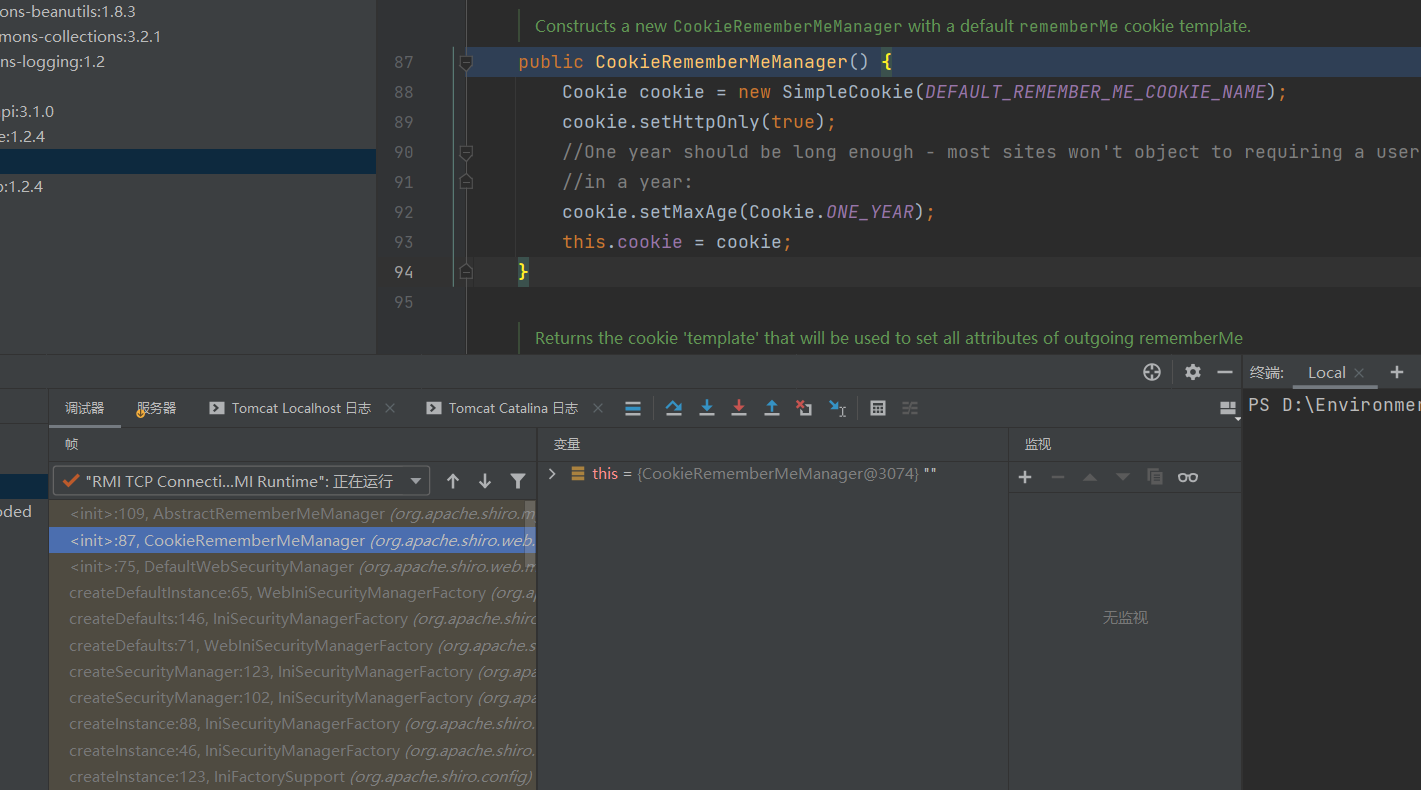 ons-beanutils:1.8.3
mons-collections:3.2.1
ns-logging:1.2
pi:3.1.0
e:1.2.4
o:1.2.4
Constructs a new CookieRememberMeManager with a default rememberMe cookie template.
87 public CookieRememberMeManager() {
88 Cookie cookie = new SimpleCookie(DEFAULT_REMEMBER_ME_COOKIE_NAME);
89 cookie.setHttpOnly(true);
90 //One year should be long enough - most sites won't object to requiring a user
91 //in a year:
92 cookie.setMaxAge(Cookie.ONE_YEAR);
93 this.cookie = cookie;
94 }
95
Returns the cookie 'template' that will be used to set all attributes of outgoing rememberMe
终端: Local
调试器 服务器 Tomcat Localhost 日志 Tomcat Catalina 日志
PS D:\Environmen
帧 变量 监视
"RMI TCP Connecti...MI Runtime": 正在运行
this = {CookieRememberMeManager@3074} ""
oded
<init>:109, AbstractRememberMeManager (org.apache.shiro.m
<init>:87, CookieRememberMeManager (org.apache.shiro.web.
<init>:75, DefaultWebSecurityManager (org.apache.shiro.web.m
createDefaultInstance:65, WebIniSecurityManagerFactory (org.ap
createDefaults:146, IniSecurityManagerFactory (org.apache.shiro
createDefaults:71, WebIniSecurityManagerFactory (org.apache.s
createSecurityManager:123, IniSecurityManagerFactory (org.apa
createSecurityManager:102, IniSecurityManagerFactory (org.apa
createInstance:88, IniSecurityManagerFactory (org.apache.shiro.
createInstance:46, IniSecurityManagerFactory (org.apache.shiro.
createInstance:123, IniFactorySupport (org.apache.shiro.config)
无监视